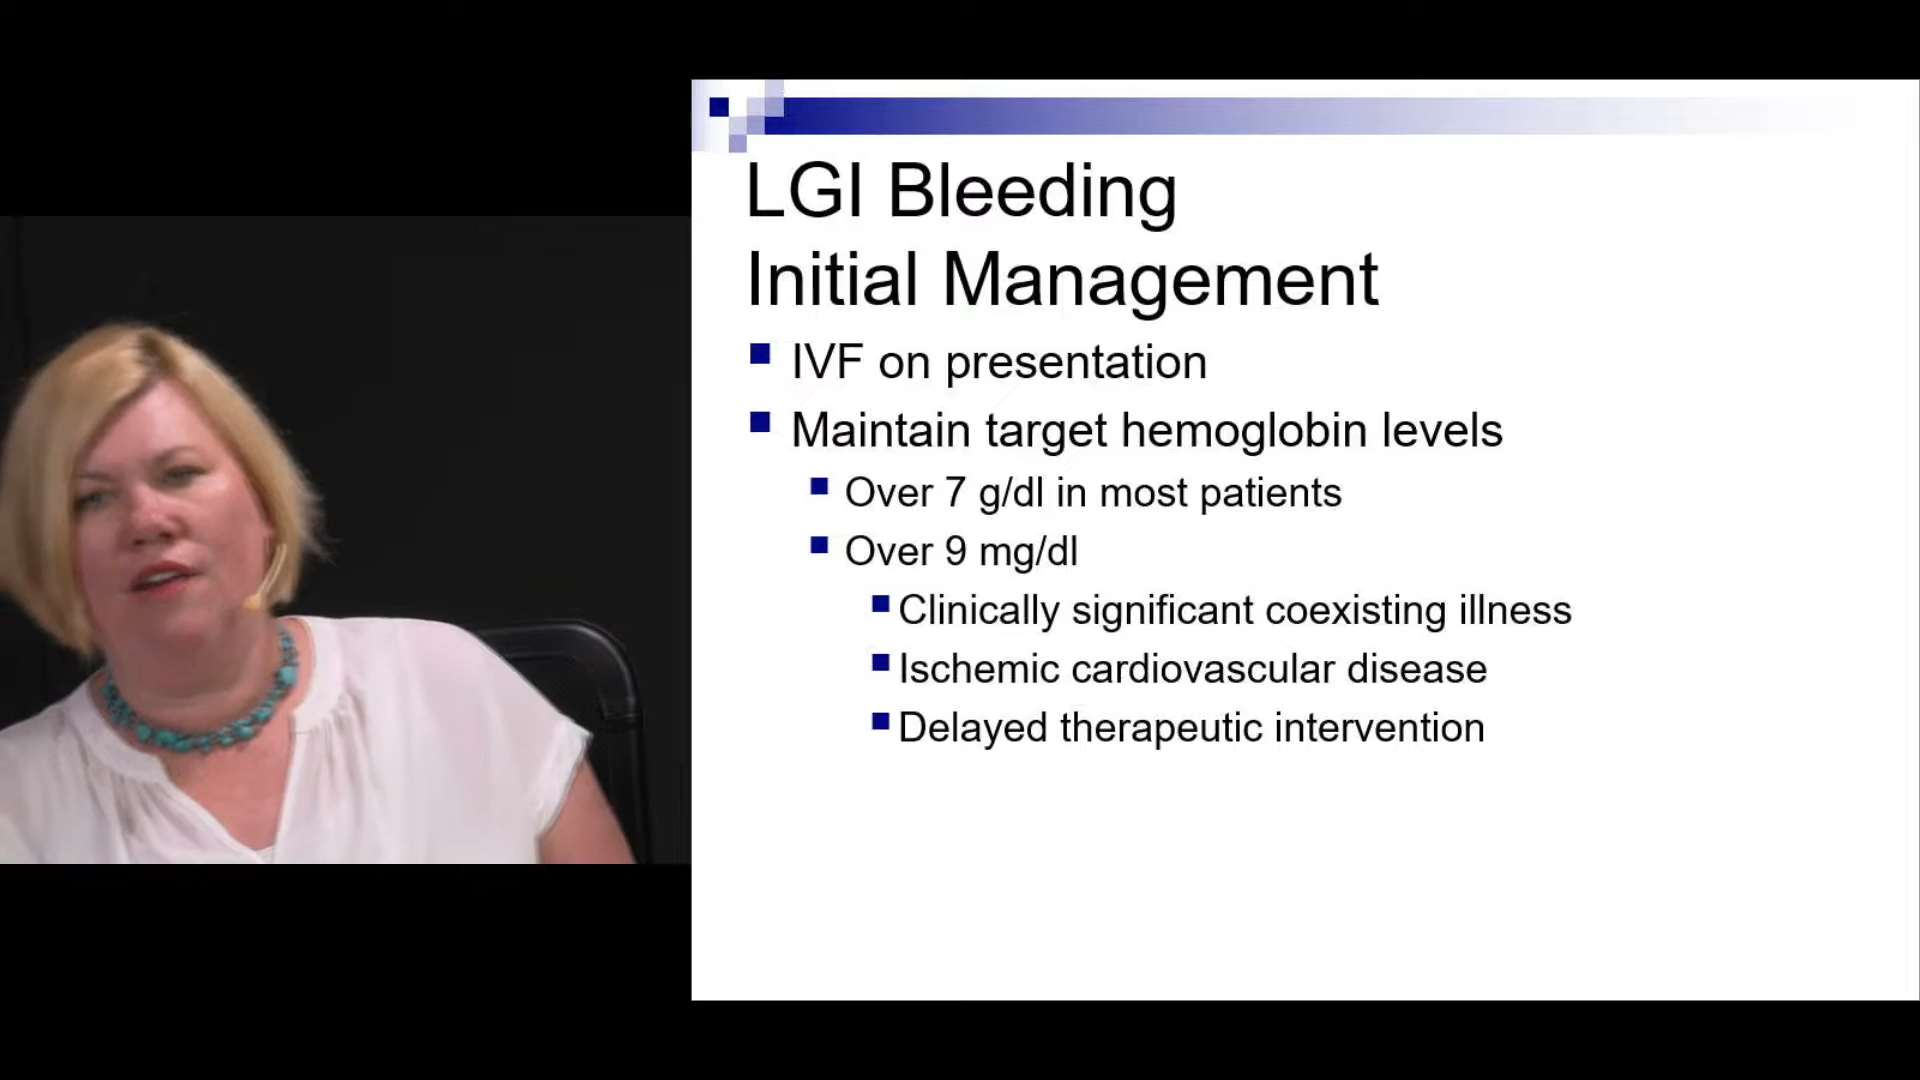 LGI Bleeding
Initial Management
IVF on presentation
Maintain target hemoglobin levels
Over 7 g/dl in most patients
Over 9 mg/dl
Clinically significant coexisting illness
Ischemic cardiovascular disease
Delayed therapeutic intervention